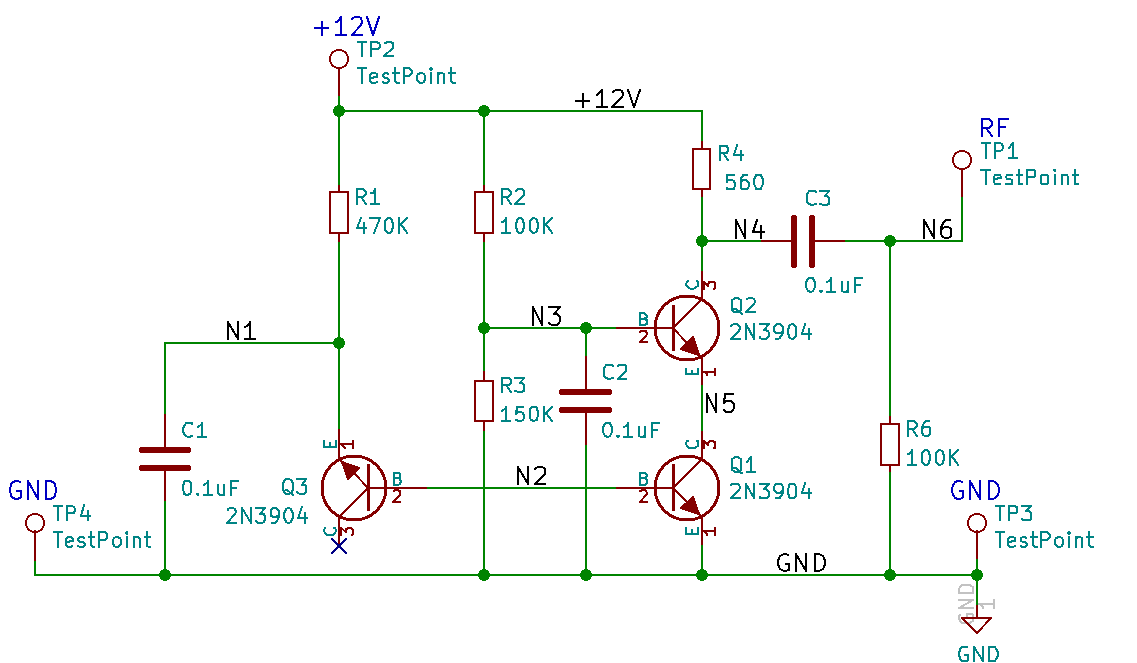 +12V
TP2
TestPoint
+12V
RF
TP1
TestPoint
R4
560
R1
470K
R2
100K
C3
N4
N6
0.1uF
C
3
Q2
2N3904
N3
B
2
N1
E
1
C2
R3
150K
0.1uF
N5
C1
0.1uF
E
1
C
3
R6
100K
Q3
2N3904
B
2
N2
B
2
Q1
2N3904
GND
TP4
TestPoint
C
3
E
1
GND
TP3
TestPoint
GND
GND
1
GND